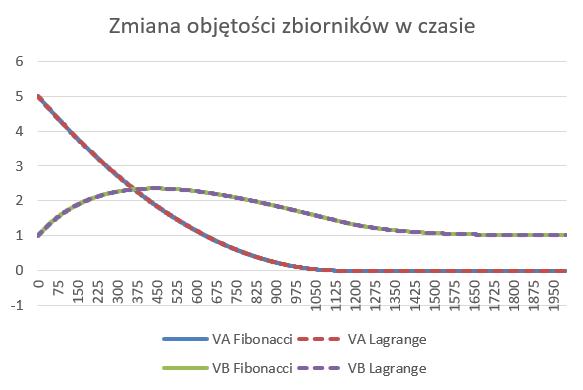 Zmiana objętości zbiorników w czasie
6
5
4
3
2
1
0
-1
0 75 150 225 300 375 450 525 600 675 750 825 900 975 1050 1125 1200 1275 1350 1425 1500 1575 1650 1725 1800 1875 1950
VA Fibonacci VA Lagrange
VB Fibonacci VB Lagrange